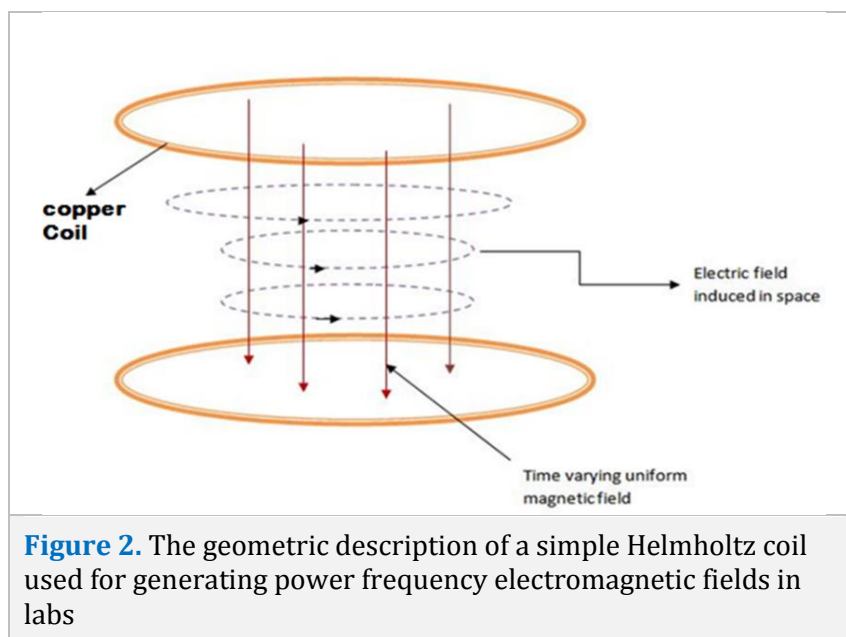 copper
Coil
Electric field
induced in space
Time varying uniform
magnetic field
Figure 2. The geometric description of a simple Helmholtz coil
used for generating power frequency electromagnetic fields in
labs